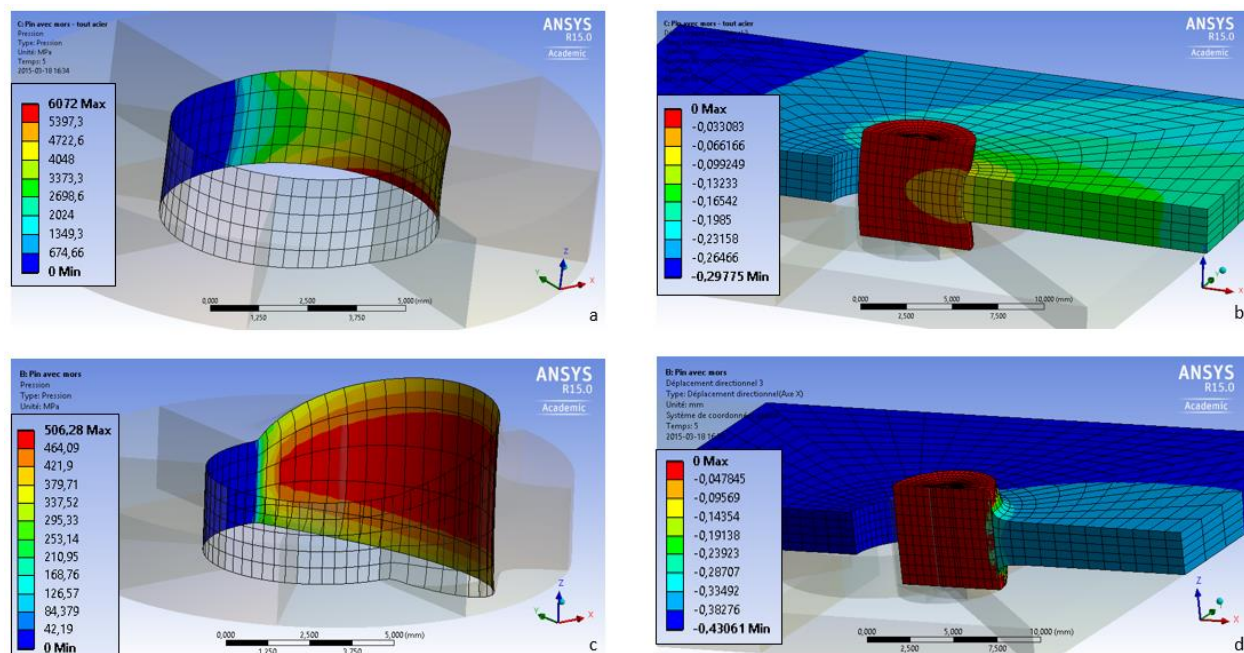 C: Pin avec mors - tout acier
Pression
Type: Pression
Unité: MPa
Temps: 5
2015-03-18 16:34
ANSYS
R15.0
Academic
6072 Max
5397,3
4722,6
4048
3373,3
2698,6
2024
1349,3
674,66
0 Min
0,000
2,500
5,000 (mm)
1,250
3,750
Z
Y
X
a
C: Pin avec mors - tout acier
ANSYS
R15.0
Academic
0 Max
-0,033083
-0,066166
-0,099249
-0,13233
-0,16542
-0,1985
-0,23158
-0,26466
-0,29775 Min
0,000
5,000
10,000 (mm)
2,500
7,500
Z
Y
X
b
B: Pin avec mors
Pression
Type: Pression
Unité: MPa
Temps: 5
ANSYS
R15.0
Academic
506,28 Max
464,09
421,9
379,71
337,52
295,33
253,14
210,95
168,76
126,57
84,379
42,19
0 Min
0,000
2,500
5,000 (mm)
1,250
3,750
Z
Y
X
c
B: Pin avec mors
Déplacement directionnel 3
Type: Déplacement directionnel(Axe X)
Unité: mm
Système de
Temps: 5
2015-03-18
ANSYS
R15.0
Academic
0 Max
-0,047845
-0,09569
-0,14354
-0,19138
-0,23923
-0,28707
-0,33492
-0,38276
-0,43061 Min
0,000
5,000
10,000 (mm)
2,500
7,500
Z
Y
X
d